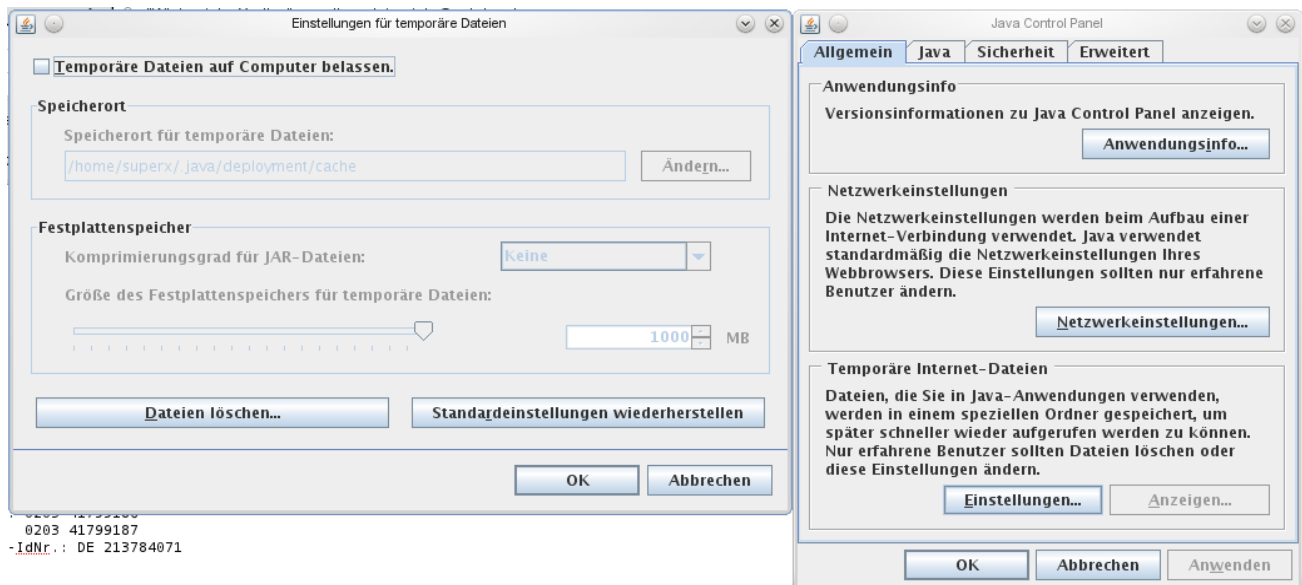 Einstellungen für temporäre Dateien
Temporäre Dateien auf Computer belassen.
Speicherort
Speicherort für temporäre Dateien:
/home/superx/.java/deployment/cache
Ändern...
Festplattenspeicher
Komprimierungsgrad für JAR-Dateien:
Keine
Größe des Festplattenspeichers für temporäre Dateien:
1000 MB
Dateien löschen...
Standardeinstellungen wiederherstellen
OK
Abbrechen
0203 41799187
-IdNr.: DE 213784071
Java Control Panel
Allgemein Java Sicherheit Erweitert
Anwendungsinfo
Versionsinformationen zu Java Control Panel anzeigen.
Anwendungsinfo...
Netzwerkeinstellungen
Die Netzwerkeinstellungen werden beim Aufbau einer
Internet-Verbindung verwendet. Java verwendet
standardmäßig die Netzwerkeinstellungen Ihres
Webbrowsers. Diese Einstellungen sollten nur erfahrene
Benutzer ändern.
Netzwerkeinstellungen...
Temporäre Internet-Dateien
Dateien, die Sie in Java-Anwendungen verwenden,
werden in einem speziellen Ordner gespeichert, um
später schneller wieder aufgerufen werden zu können.
Nur erfahrene Benutzer sollten Dateien löschen oder
diese Einstellungen ändern.
Einstellungen...
Anzeigen...
OK
Abbrechen
Anwenden